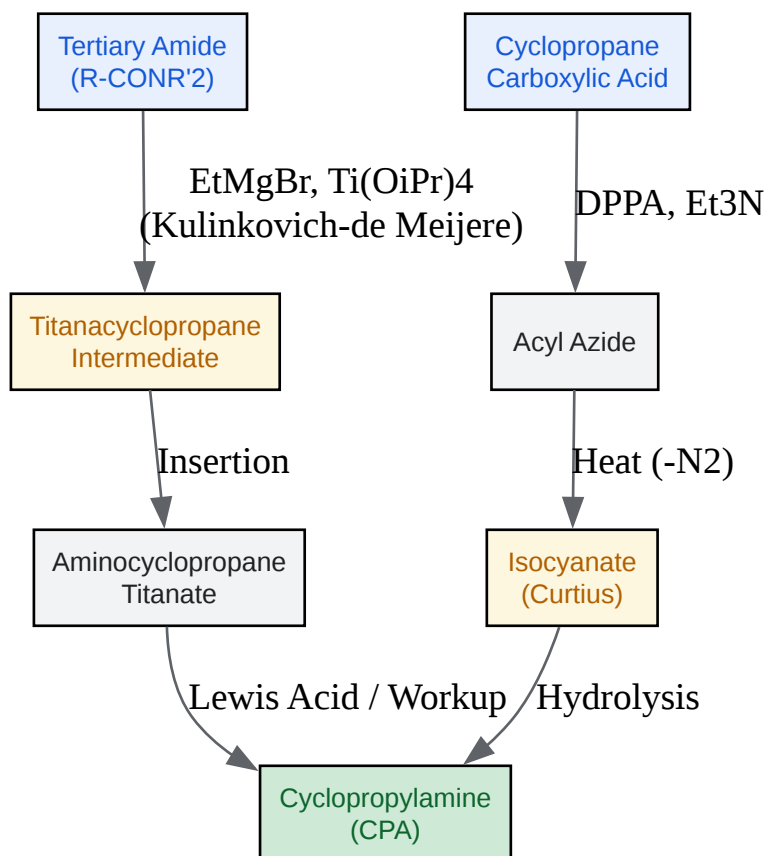 Tertiary Amide
(R-CONR'2)
Cyclopropane
Carboxylic Acid
EtMgBr, Ti(OiPr)4
(Kulinkovich-de Meijere)
DPPA, Et3N
Titanacyclopropane
Intermediate
Acyl Azide
Insertion
Heat (-N2)
Aminocyclopropane
Titanate
Isocyanate
(Curtius)
Lewis Acid / Workup
Hydrolysis
Cyclopropylamine
(CPA)